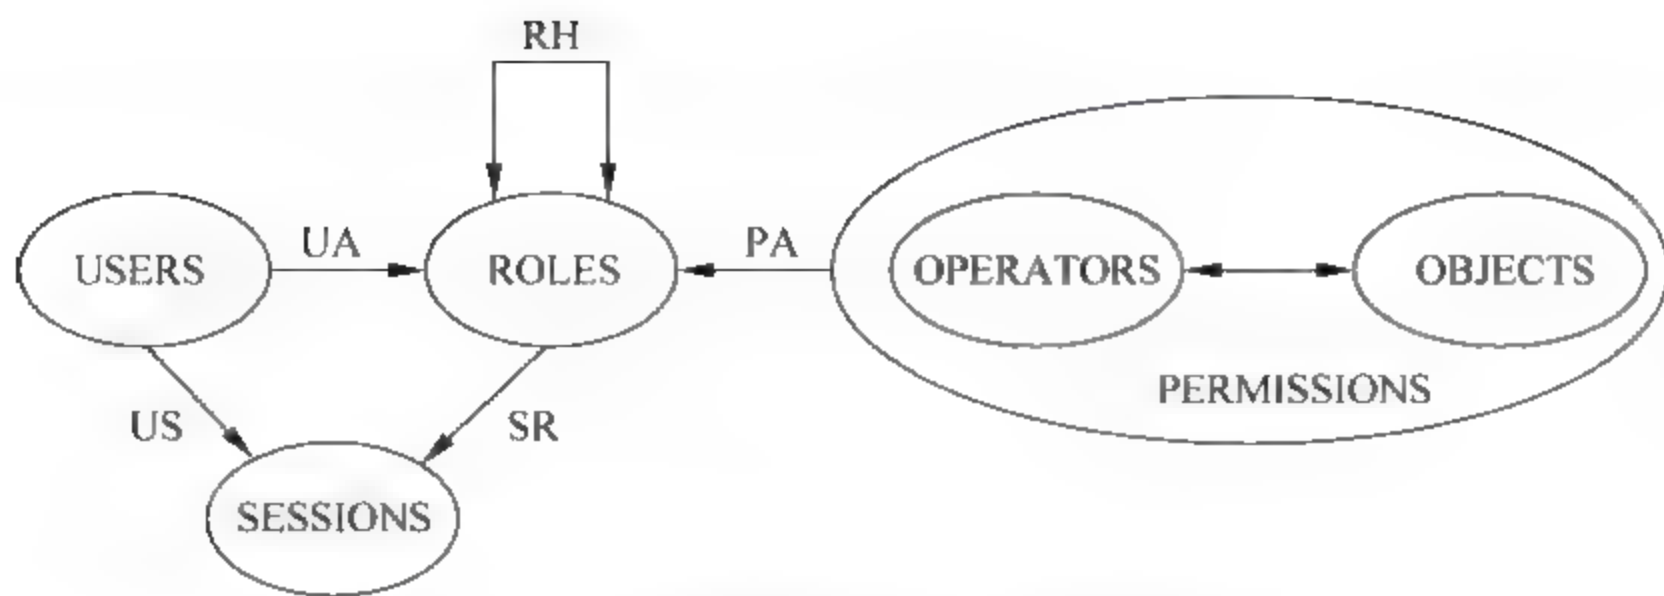 RH
USERS
UA
ROLES
PA
OPERATORS
OBJECTS
PERMISSIONS
US
SR
SESSIONS